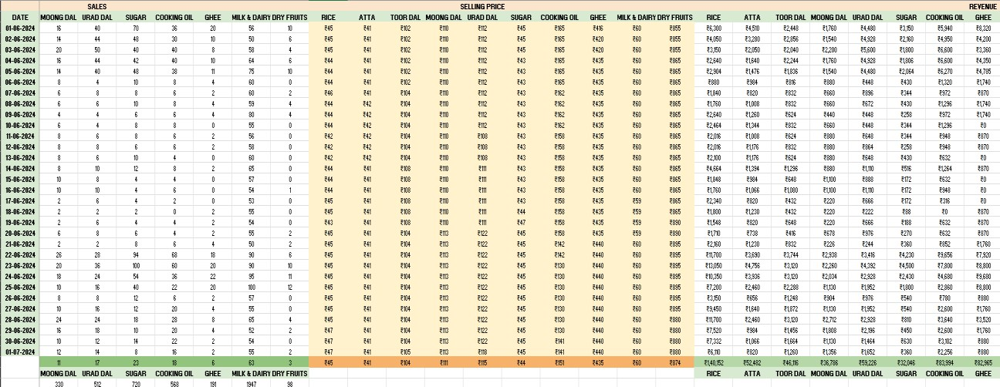 SALES SELLING PRICE REVENUE
DATE MOONG DAL URAD DAL SUGAR COOKING OIL GHEE MILK & DAIRY DRY FRUITS RICE ATTA TOOR DAL MOONG DAL URAD DAL SUGAR COOKING OIL GHEE MILK & DAIRY DRY FRUITS RICE ATTA TOOR DAL MOONG DAL URAD DAL SUGAR COOKING OIL GHEE
01-06-2024 16 40 70 36 20 56 10 ₹45 ₹41 ₹102 ₹110 ₹112 ₹45 ₹165 ₹416 ₹60 ₹855 ₹6,300 ₹4,510 ₹2,448 ₹1,760 ₹4,480 ₹3,150 ₹5,940 ₹8,320
02-06-2024 14 44 48 30 10 50 6 ₹45 ₹41 ₹102 ₹110 ₹112 ₹45 ₹165 ₹420 ₹60 ₹855 ₹4,050 ₹3,280 ₹2,856 ₹1,540 ₹4,928 ₹2,160 ₹4,950 ₹4,200
03-06-2024 20 50 40 40 8 58 4 ₹45 ₹41 ₹102 ₹110 ₹112 ₹45 ₹165 ₹420 ₹60 ₹855 ₹3,150 ₹2,050 ₹2,040 ₹2,200 ₹5,600 ₹1,800 ₹6,600 ₹3,360
04-06-2024 16 44 42 40 10 64 6 ₹44 ₹41 ₹102 ₹110 ₹112 ₹43 ₹165 ₹435 ₹60 ₹865 ₹2,640 ₹1,640 ₹2,244 ₹1,760 ₹4,928 ₹1,806 ₹6,600 ₹4,350
05-06-2024 14 40 48 38 11 75 10 ₹44 ₹41 ₹102 ₹110 ₹112 ₹43 ₹165 ₹435 ₹60 ₹865 ₹2,904 ₹1,476 ₹1,836 ₹1,540 ₹4,480 ₹2,064 ₹6,270 ₹4,785
06-06-2024 8 4 10 8 4 60 0 ₹44 ₹41 ₹102 ₹110 ₹112 ₹43 ₹165 ₹435 ₹60 ₹865 ₹880 ₹984 ₹816 ₹880 ₹448 ₹430 ₹1,320 ₹1,740
07-06-2024 6 8 8 6 2 60 2 ₹46 ₹41 ₹104 ₹110 ₹112 ₹43 ₹162 ₹435 ₹60 ₹865 ₹1,840 ₹820 ₹832 ₹660 ₹896 ₹344 ₹972 ₹870
08-06-2024 6 6 10 8 4 59 4 ₹44 ₹42 ₹104 ₹110 ₹112 ₹43 ₹162 ₹435 ₹60 ₹865 ₹1,760 ₹1,008 ₹832 ₹660 ₹672 ₹430 ₹1,296 ₹1,740
09-06-2024 4 4 6 6 4 80 4 ₹44 ₹42 ₹104 ₹110 ₹112 ₹43 ₹162 ₹435 ₹60 ₹865 ₹2,640 ₹1,260 ₹624 ₹440 ₹448 ₹258 ₹972 ₹1,740
10-06-2024 6 4 8 8 0 55 0 ₹44 ₹42 ₹104 ₹110 ₹112 ₹43 ₹162 ₹435 ₹60 ₹865 ₹2,464 ₹1,344 ₹832 ₹660 ₹448 ₹344 ₹1,296 ₹0
11-06-2024 8 6 8 6 2 56 0 ₹42 ₹42 ₹104 ₹110 ₹108 ₹43 ₹158 ₹435 ₹60 ₹865 ₹2,016 ₹1,008 ₹624 ₹880 ₹648 ₹344 ₹948 ₹870
12-06-2024 8 8 6 6 2 58 0 ₹42 ₹42 ₹104 ₹110 ₹108 ₹43 ₹158 ₹435 ₹60 ₹865 ₹2,016 ₹1,176 ₹832 ₹880 ₹864 ₹258 ₹948 ₹870
13-06-2024 8 6 10 4 0 60 0 ₹42 ₹42 ₹104 ₹110 ₹108 ₹43 ₹158 ₹435 ₹60 ₹865 ₹2,100 ₹1,176 ₹624 ₹880 ₹648 ₹430 ₹632 ₹0
14-06-2024 8 10 12 8 2 65 0 ₹44 ₹41 ₹108 ₹110 ₹111 ₹43 ₹158 ₹435 ₹60 ₹865 ₹4,664 ₹1,394 ₹1,296 ₹880 ₹1,110 ₹516 ₹1,264 ₹870
15-06-2024 10 8 4 4 0 57 0 ₹44 ₹41 ₹108 ₹110 ₹111 ₹43 ₹158 ₹435 ₹60 ₹865 ₹1,848 ₹984 ₹648 ₹1,100 ₹888 ₹172 ₹632 ₹0
16-06-2024 10 10 4 6 0 54 1 ₹44 ₹41 ₹108 ₹110 ₹111 ₹43 ₹158 ₹435 ₹60 ₹865 ₹1,760 ₹1,066 ₹1,080 ₹1,100 ₹1,110 ₹172 ₹948 ₹0
17-06-2024 2 6 4 2 0 53 0 ₹45 ₹41 ₹108 ₹110 ₹111 ₹43 ₹158 ₹435 ₹59 ₹865 ₹2,340 ₹820 ₹432 ₹220 ₹666 ₹172 ₹316 ₹0
18-06-2024 2 2 2 0 2 55 0 ₹45 ₹41 ₹108 ₹110 ₹111 ₹44 ₹158 ₹435 ₹59 ₹865 ₹1,800 ₹1,230 ₹432 ₹220 ₹222 ₹88 ₹0 ₹870
19-06-2024 2 6 4 4 2 54 0 ₹43 ₹41 ₹108 ₹110 ₹111 ₹47 ₹158 ₹435 ₹59 ₹890 ₹1,548 ₹820 ₹648 ₹220 ₹666 ₹188 ₹632 ₹870
20-06-2024 6 8 6 4 2 55 2 ₹45 ₹41 ₹104 ₹113 ₹122 ₹45 ₹158 ₹435 ₹59 ₹895 ₹1,710 ₹738 ₹416 ₹678 ₹976 ₹270 ₹632 ₹870
21-06-2024 2 2 8 6 4 50 2 ₹45 ₹41 ₹104 ₹113 ₹122 ₹45 ₹142 ₹440 ₹60 ₹895 ₹2,160 ₹1,230 ₹832 ₹226 ₹244 ₹360 ₹852 ₹1,760
22-06-2024 26 28 94 68 18 90 6 ₹45 ₹41 ₹104 ₹113 ₹122 ₹45 ₹142 ₹440 ₹60 ₹895 ₹11,700 ₹3,690 ₹3,744 ₹2,938 ₹3,416 ₹4,230 ₹9,656 ₹7,920
23-06-2024 20 36 100 60 20 90 10 ₹45 ₹41 ₹104 ₹113 ₹122 ₹45 ₹130 ₹440 ₹60 ₹895 ₹13,050 ₹4,756 ₹3,120 ₹2,260 ₹4,392 ₹4,500 ₹7,800 ₹8,800
24-06-2024 18 24 54 36 22 95 11 ₹45 ₹41 ₹104 ₹113 ₹122 ₹45 ₹130 ₹440 ₹60 ₹895 ₹10,350 ₹3,936 ₹3,120 ₹2,034 ₹2,928 ₹2,430 ₹4,680 ₹9,680
25-06-2024 10 16 40 22 20 100 12 ₹45 ₹41 ₹104 ₹113 ₹122 ₹45 ₹130 ₹440 ₹60 ₹895 ₹7,200 ₹2,460 ₹2,288 ₹1,130 ₹1,952 ₹1,800 ₹2,860 ₹8,800
26-06-2024 8 8 12 6 2 57 0 ₹45 ₹41 ₹104 ₹113 ₹122 ₹45 ₹130 ₹440 ₹60 ₹880 ₹3,150 ₹656 ₹1,248 ₹904 ₹976 ₹540 ₹780 ₹880
27-06-2024 10 16 12 20 4 55 0 ₹45 ₹41 ₹104 ₹113 ₹122 ₹45 ₹130 ₹440 ₹60 ₹880 ₹9,450 ₹1,640 ₹1,872 ₹1,130 ₹1,952 ₹540 ₹2,600 ₹1,760
28-06-2024 24 24 18 28 8 65 4 ₹45 ₹41 ₹104 ₹113 ₹122 ₹45 ₹130 ₹440 ₹60 ₹880 ₹11,700 ₹2,460 ₹3,120 ₹2,712 ₹2,928 ₹810 ₹3,640 ₹3,520
29-06-2024 16 18 10 20 4 52 2 ₹47 ₹41 ₹104 ₹113 ₹122 ₹45 ₹130 ₹440 ₹60 ₹880 ₹7,520 ₹984 ₹1,456 ₹1,808 ₹2,196 ₹450 ₹2,600 ₹1,760
30-06-2024 10 12 14 22 2 54 0 ₹47 ₹41 ₹104 ₹113 ₹122 ₹45 ₹141 ₹440 ₹60 ₹880 ₹7,332 ₹1,066 ₹1,664 ₹1,130 ₹1,464 ₹630 ₹3,102 ₹880
01-07-2024 12 14 8 16 2 55 2 ₹47 ₹41 ₹105 ₹113 ₹118 ₹45 ₹141 ₹440 ₹60 ₹880 ₹6,110 ₹820 ₹1,260 ₹1,356 ₹1,652 ₹360 ₹2,256 ₹880
11 17 23 18 6 63 3 ₹45 ₹41 ₹104 ₹111 ₹115 ₹44 ₹151 ₹435 ₹60 ₹874 ₹1,40,152 ₹52,482 ₹46,116 ₹36,786 ₹59,226 ₹32,046 ₹83,994 ₹82,965
MOONG DAL URAD DAL SUGAR COOKING OIL GHEE MILK & DAIRY DRY FRUITS RICE ATTA TOOR DAL MOONG DAL URAD DAL SUGAR COOKING OIL GHEE
330 512 720 568 191 1947 98